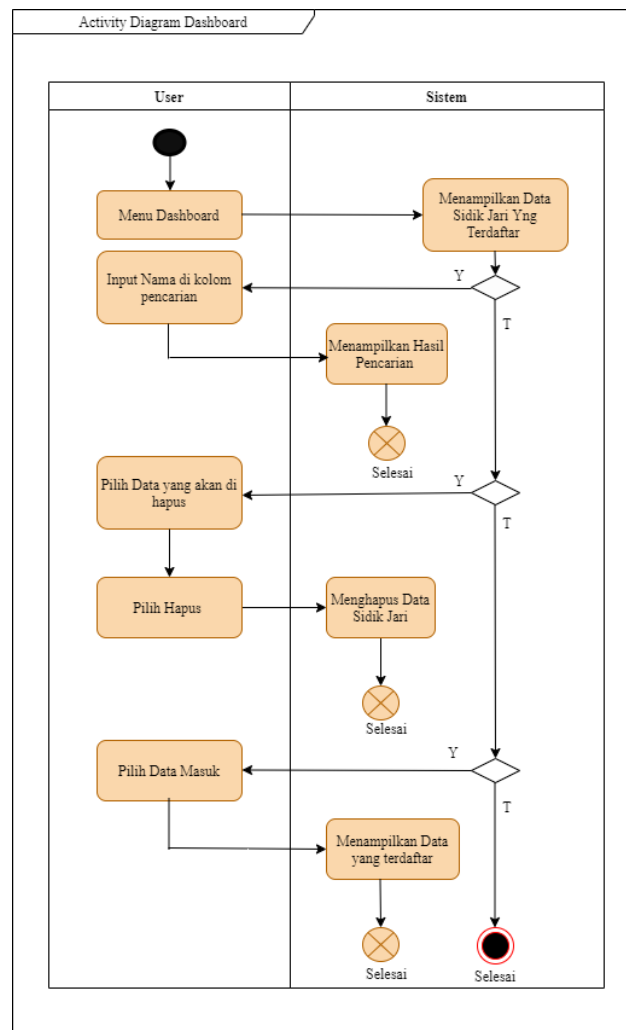 Activity Diagram Dashboard
User
Sistem
Menu Dashboard
Menampilkan Data
Sidik Jari Yng
Terdaftar
Input Nama di kolom
pencarian
Y
T
Menampilkan Hasil
Pencarian
Selesai
Pilih Data yang akan di
hapus
Y
T
Pilih Hapus
Menghapus Data
Sidik Jari
Selesai
Pilih Data Masuk
Y
T
Menampilkan Data
yang terdaftar
Selesai
Selesai